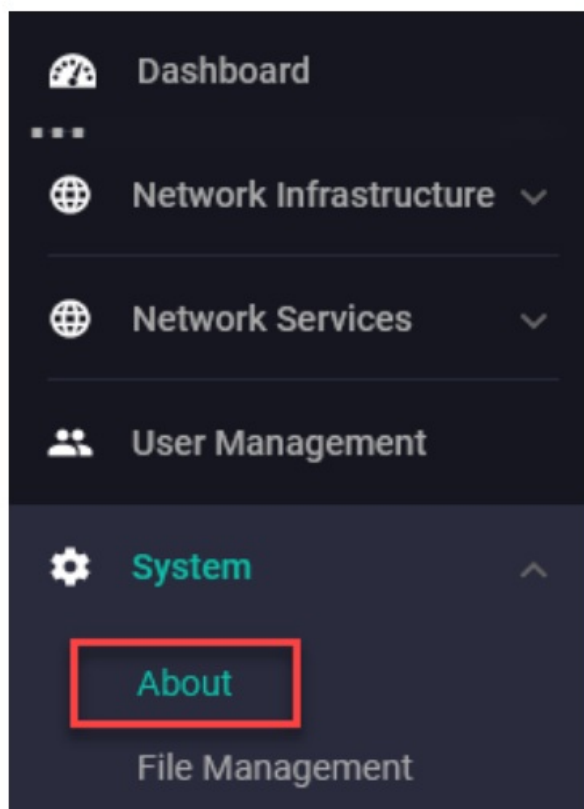 Dashboard
Network Infrastructure
Network Services
User Management
System
About
File Management